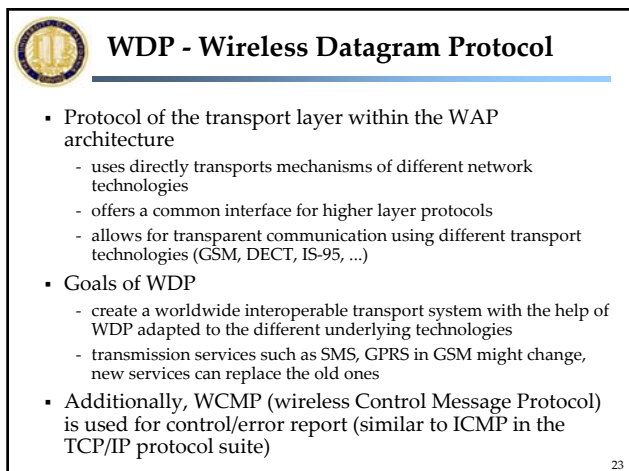 WDP - Wireless Datagram Protocol
▪ Protocol of the transport layer within the WAP
architecture
- uses directly transports mechanisms of different network
technologies
- offers a common interface for higher layer protocols
- allows for transparent communication using different transport
technologies (GSM, DECT, IS-95, ...)
▪ Goals of WDP
- create a worldwide interoperable transport system with the help of
WDP adapted to the different underlying technologies
- transmission services such as SMS, GPRS in GSM might change,
new services can replace the old ones
▪ Additionally, WCMP (wireless Control Message Protocol)
is used for control/error report (similar to ICMP in the
TCP/IP protocol suite)
23